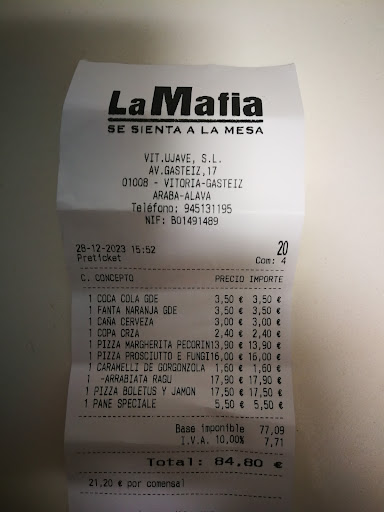 La Mafia
SE SIENTA A LA MESA
VIT.UJAVE, S.L.
AV.GASTEIZ,17
01008 - VITORIA-GASTEIZ
ARABA-ALAVA
Teléfono: 945131195
NIF: B01491489
28-12-2023 15:52 20
Preticket Com: 4
C. CONCEPTO PRECIO IMPORTE
1 COCA COLA GDE 3,50 € 3,50 €
1 FANTA NARANJA GDE 3,50 € 3,50 €
1 CAÑA CERVEZA 3,00 € 3,00 €
1 COPA CRZA 2,40 € 2,40 €
1 PIZZA MARGHERITA PECORIN 13,90 € 13,90 €
1 PIZZA PROSCIUTTO E FUNGI 16,00 € 16,00 €
1 CARAMELLI DE GORGONZOLA 1,60 € 1,60 €
1 -ARRABIATA RAGU 17,90 € 17,90 €
1 PIZZA BOLETUS Y JAMON 17,50 € 17,50 €
1 PANE SPECIALE 5,50 € 5,50 €
Base imponible 77,09
I.V.A. 10,00% 7,71
Total: 84,80 €
21,20 € por comensal